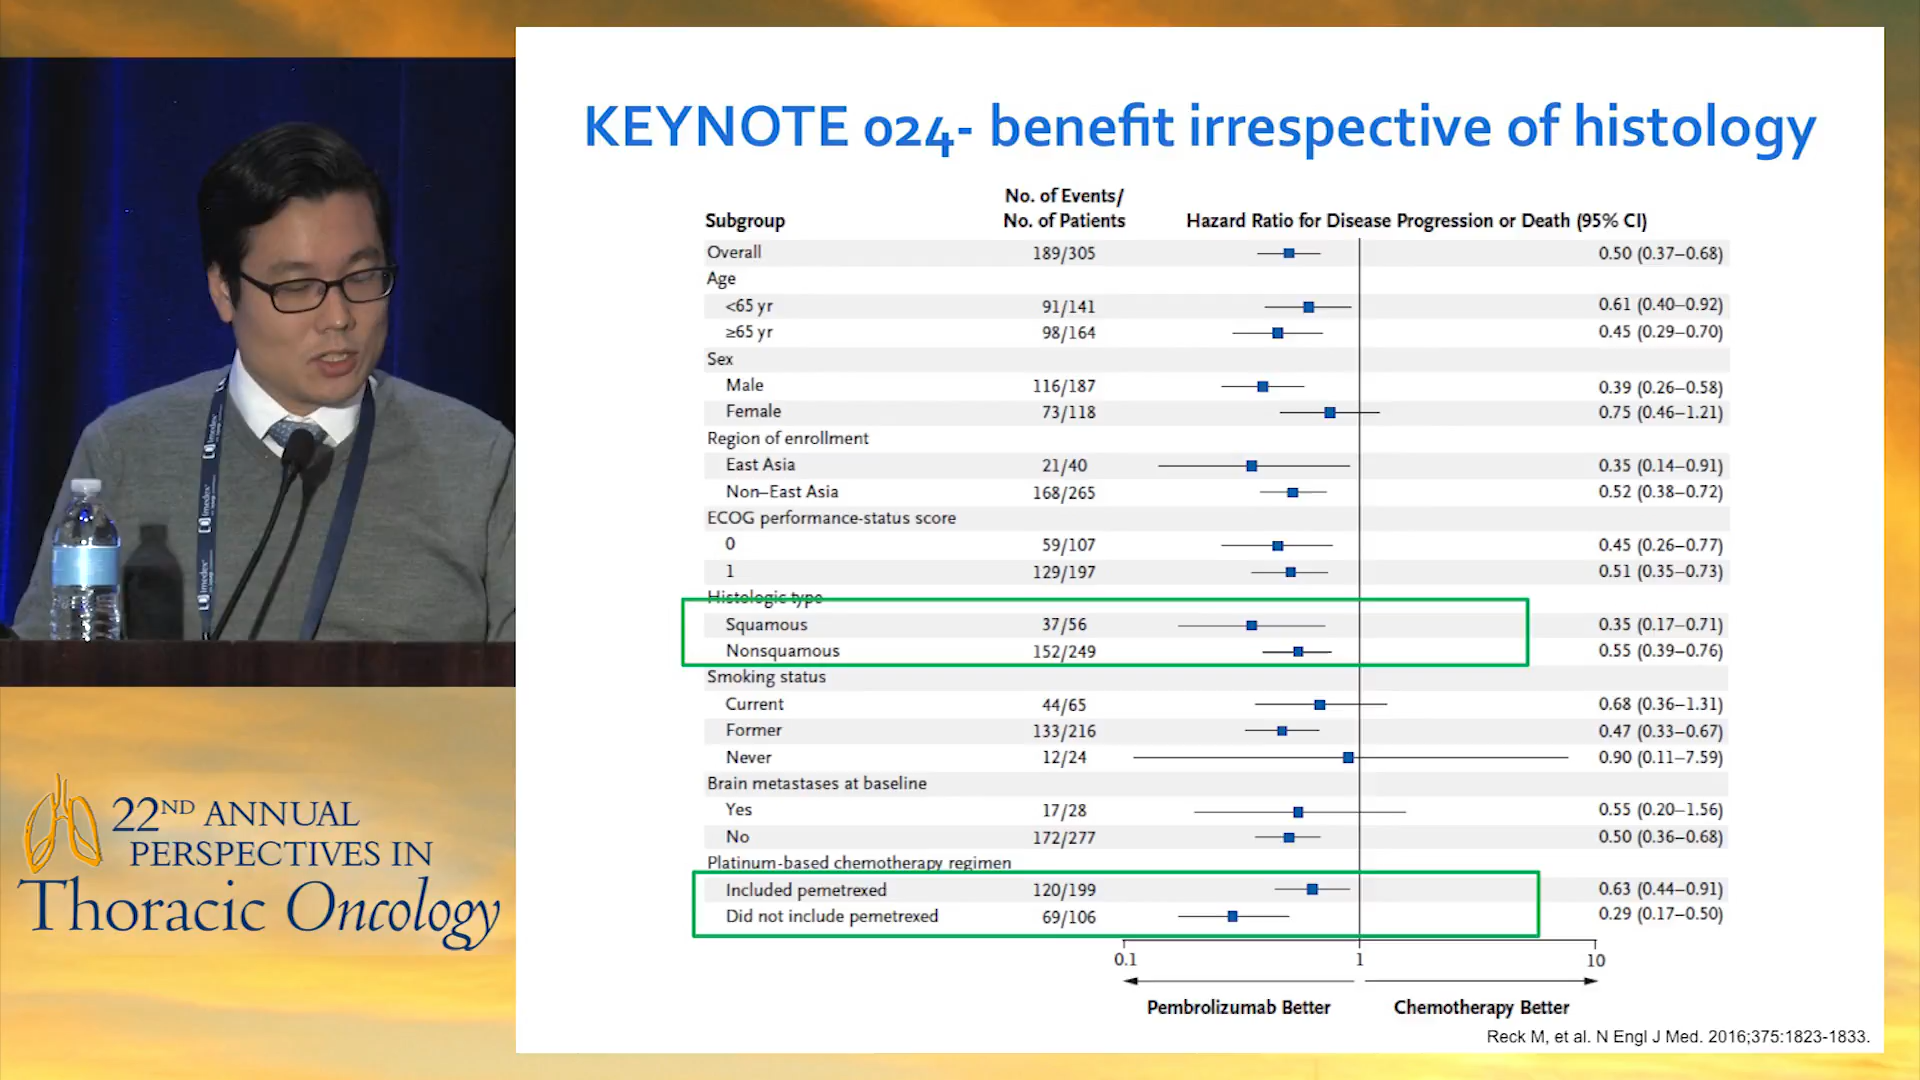 KEYNOTE 024- benefit irrespective of histology
No. of Events/
Subgroup No. of Patients Hazard Ratio for Disease Progression or Death (95% CI)
Overall 189/305 0.50 (0.37–0.68)
Age
<65 yr 91/141 0.61 (0.40–0.92)
≥65 yr 98/164 0.45 (0.29–0.70)
Sex
Male 116/187 0.39 (0.26–0.58)
Female 73/118 0.75 (0.46–1.21)
Region of enrollment
East Asia 21/40 0.35 (0.14–0.91)
Non–East Asia 168/265 0.52 (0.38–0.72)
ECOG performance-status score
0 59/107 0.45 (0.26–0.77)
1 129/197 0.51 (0.35–0.73)
Histologic type
Squamous 37/56 0.35 (0.17–0.71)
Nonsquamous 152/249 0.55 (0.39–0.76)
Smoking status
Current 44/65 0.68 (0.36–1.31)
Former 133/216 0.47 (0.33–0.67)
Never 12/24 0.90 (0.11–7.59)
Brain metastases at baseline
Yes 17/28 0.55 (0.20–1.56)
No 172/277 0.50 (0.36–0.68)
Platinum-based chemotherapy regimen
Included pemetrexed 120/199 0.63 (0.44–0.91)
Did not include pemetrexed 69/106 0.29 (0.17–0.50)
0.1 1 10
Pembrolizumab Better Chemotherapy Better
Reck M, et al. N Engl J Med. 2016;375:1823-1833.
imedex
imedex
imedex
22ND ANNUAL
PERSPECTIVES IN
Thoracic Oncology